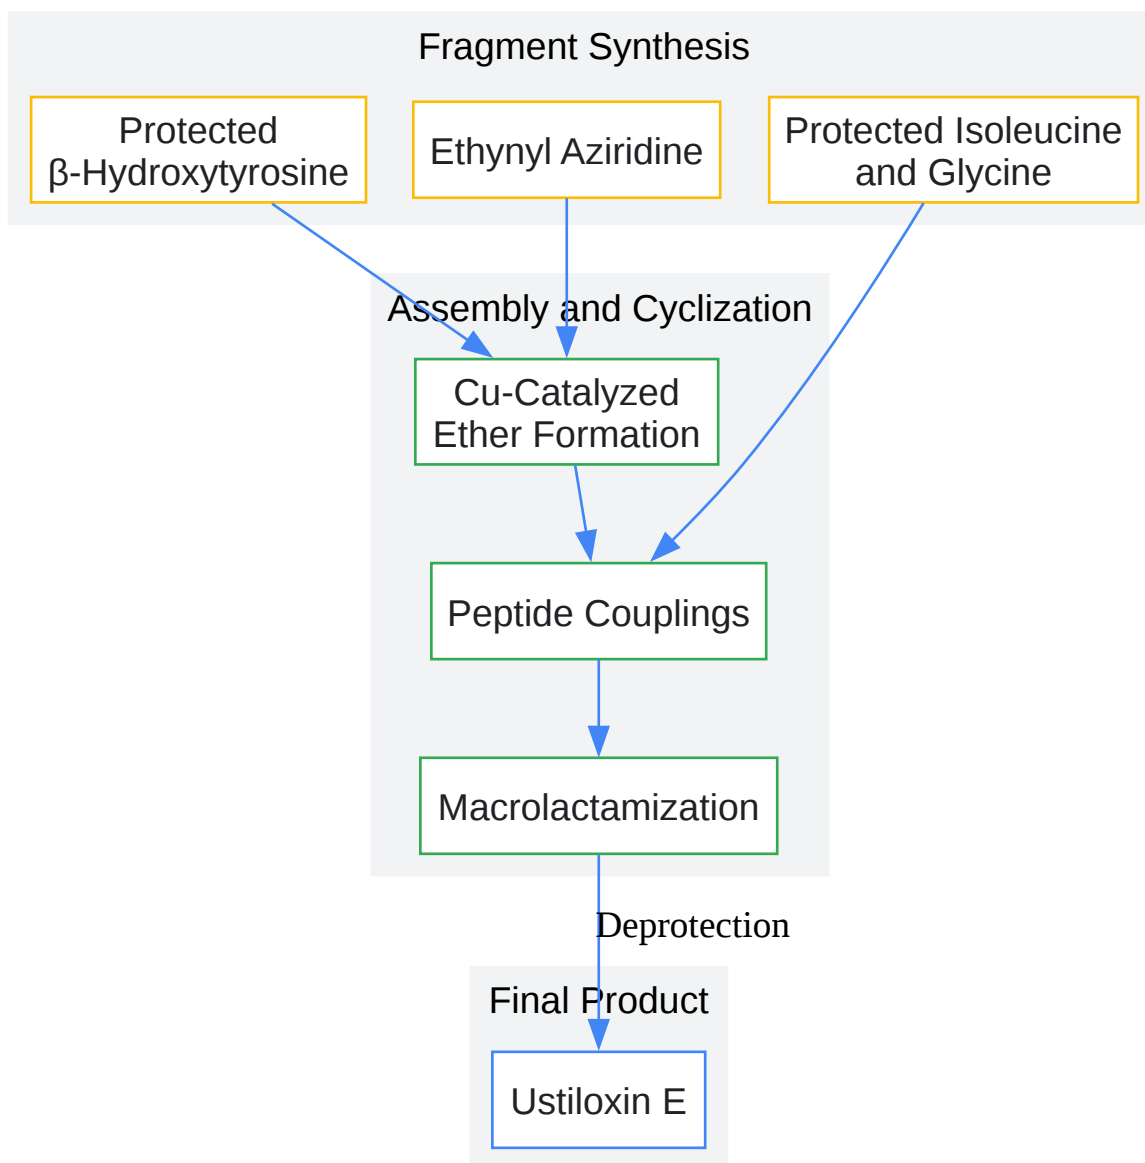 Fragment Synthesis
Protected
β-Hydroxytyrosine
Ethynyl Aziridine
Protected Isoleucine
and Glycine
Assembly and Cyclization
Cu-Catalyzed
Ether Formation
Peptide Couplings
Macrolactamization
Deprotection
Final Product
Ustiloxin E